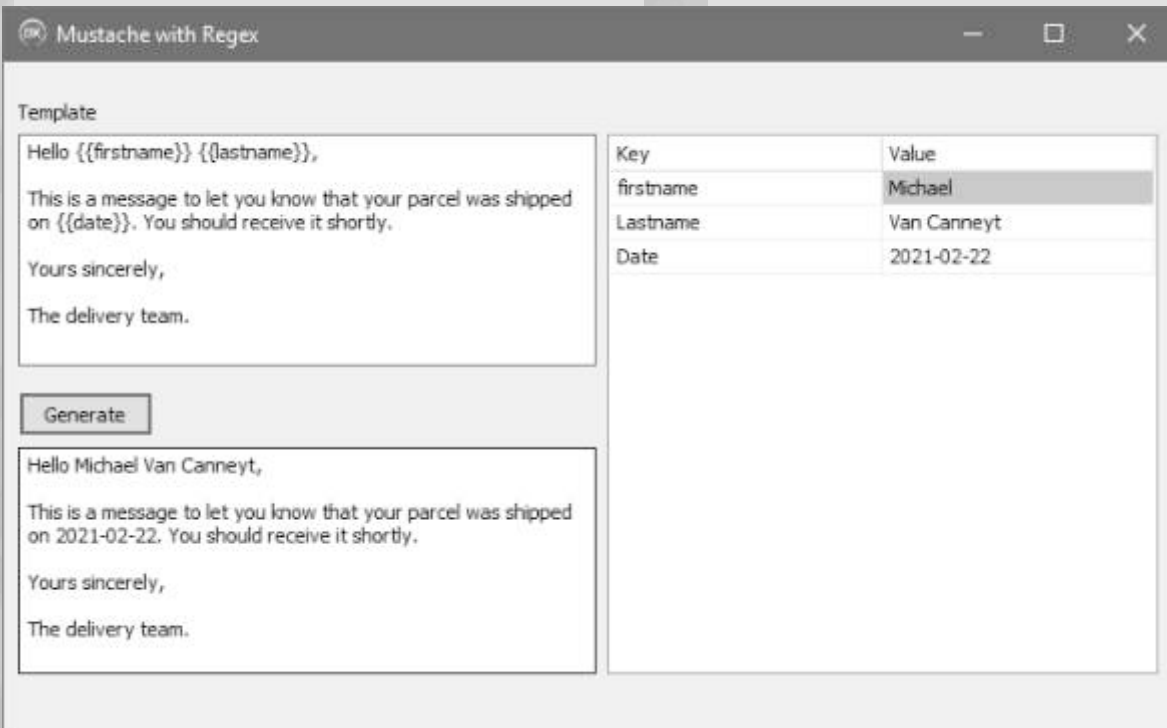 Mustache with Regex
Template
Hello {{firstname}} {{lastname}},
This is a message to let you know that your parcel was shipped
on {{date}}. You should receive it shortly.
Yours sincerely,
The delivery team.
Key Value
firstname Michael
Lastname Van Canneyt
Date 2021-02-22
Generate
Hello Michael Van Canneyt,
This is a message to let you know that your parcel was shipped
on 2021-02-22. You should receive it shortly.
Yours sincerely,
The delivery team.